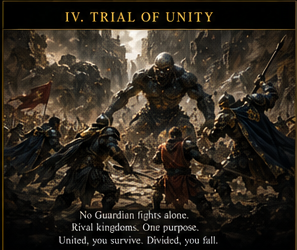 IV. TRIAL OF UNITY
No Guardian fights alone.
Rival kingdoms. One purpose.
United, you survive. Divided, you fall.